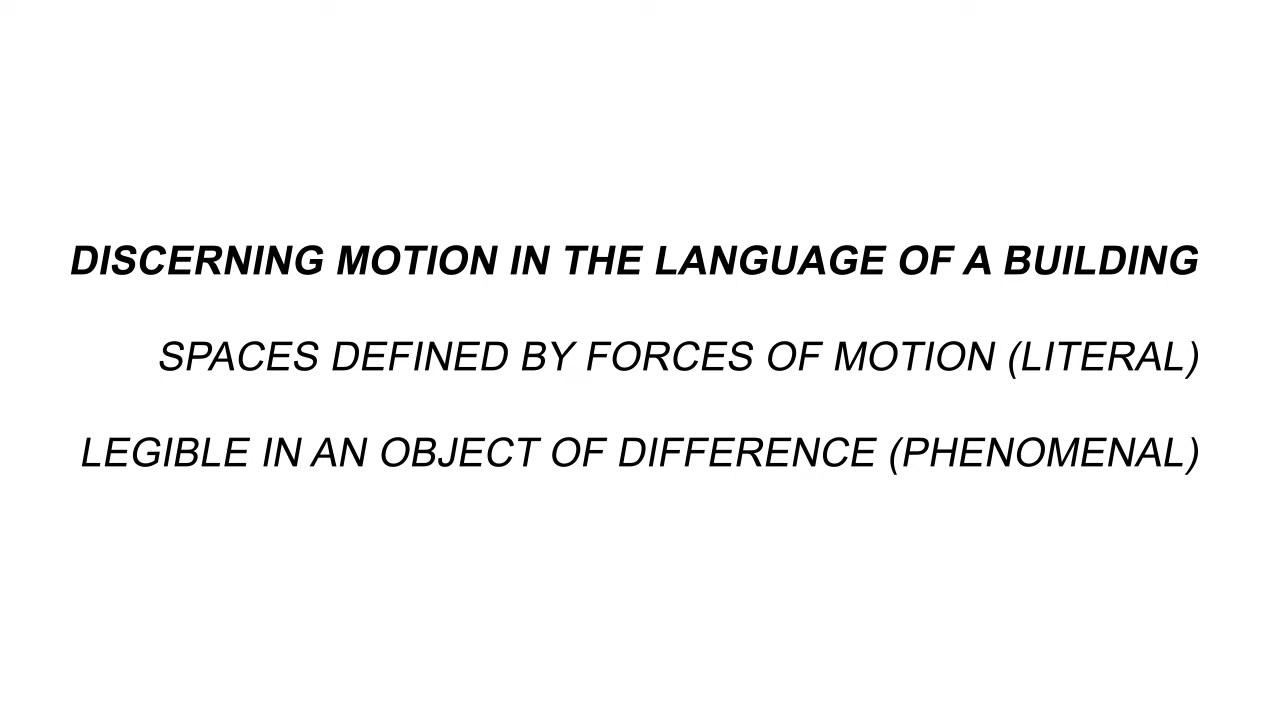 DISCERNING MOTION IN THE LANGUAGE OF A BUILDING
SPACES DEFINED BY FORCES OF MOTION (LITERAL)
LEGIBLE IN AN OBJECT OF DIFFERENCE (PHENOMENAL)